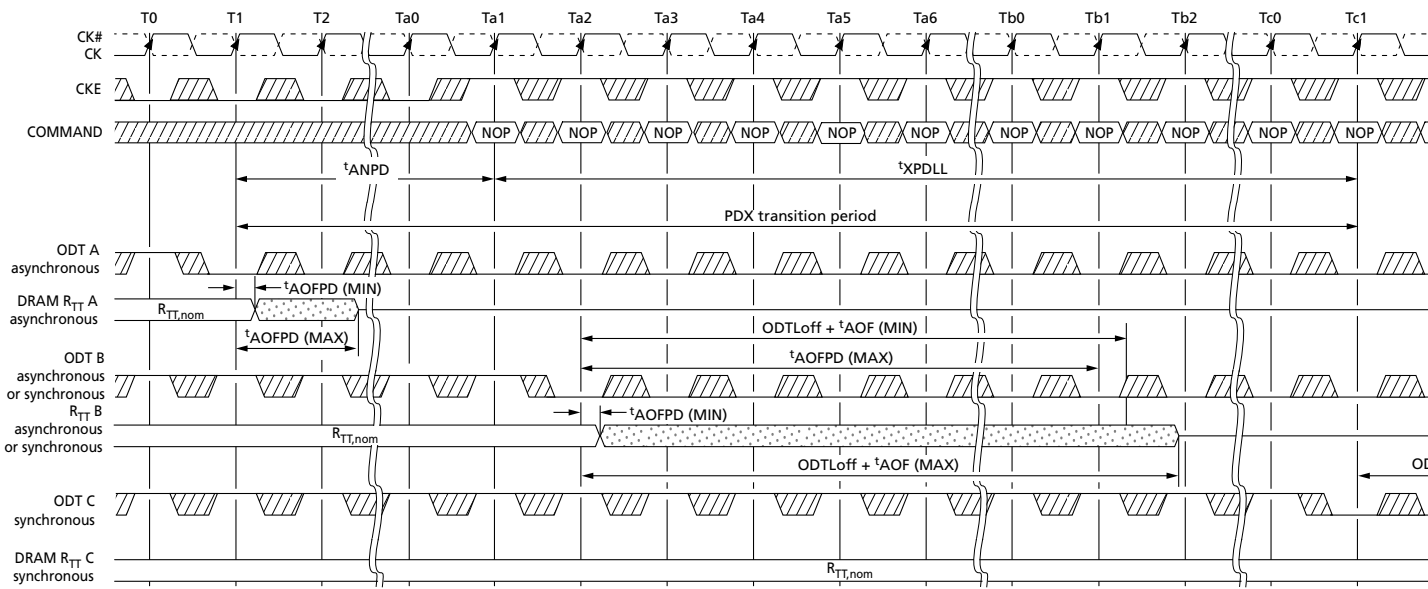 T0 T1 T2 Ta0 Ta1 Ta2 Ta3 Ta4 Ta5 Ta6 Tb0 Tb1 Tb2 Tc0 Tc1
CK#
CK
CKE
COMMAND NOP NOP NOP NOP NOP NOP NOP NOP NOP NOP NOP
tANPD tXPDLL
PDX transition period
ODT A
asynchronous
tAOFPD (MIN)
DRAM RTT A
asynchronous
RTT,nom
tAOFPD (MAX)
ODTLoff + tAOF (MIN)
tAOFPD (MAX)
ODT B
asynchronous
or synchronous
tAOFPD (MIN)
RTT B
asynchronous
or synchronous
RTT,nom
ODTLoff + tAOF (MAX)
OD
ODT C
synchronous
DRAM RTT C
synchronous
RTT,nom